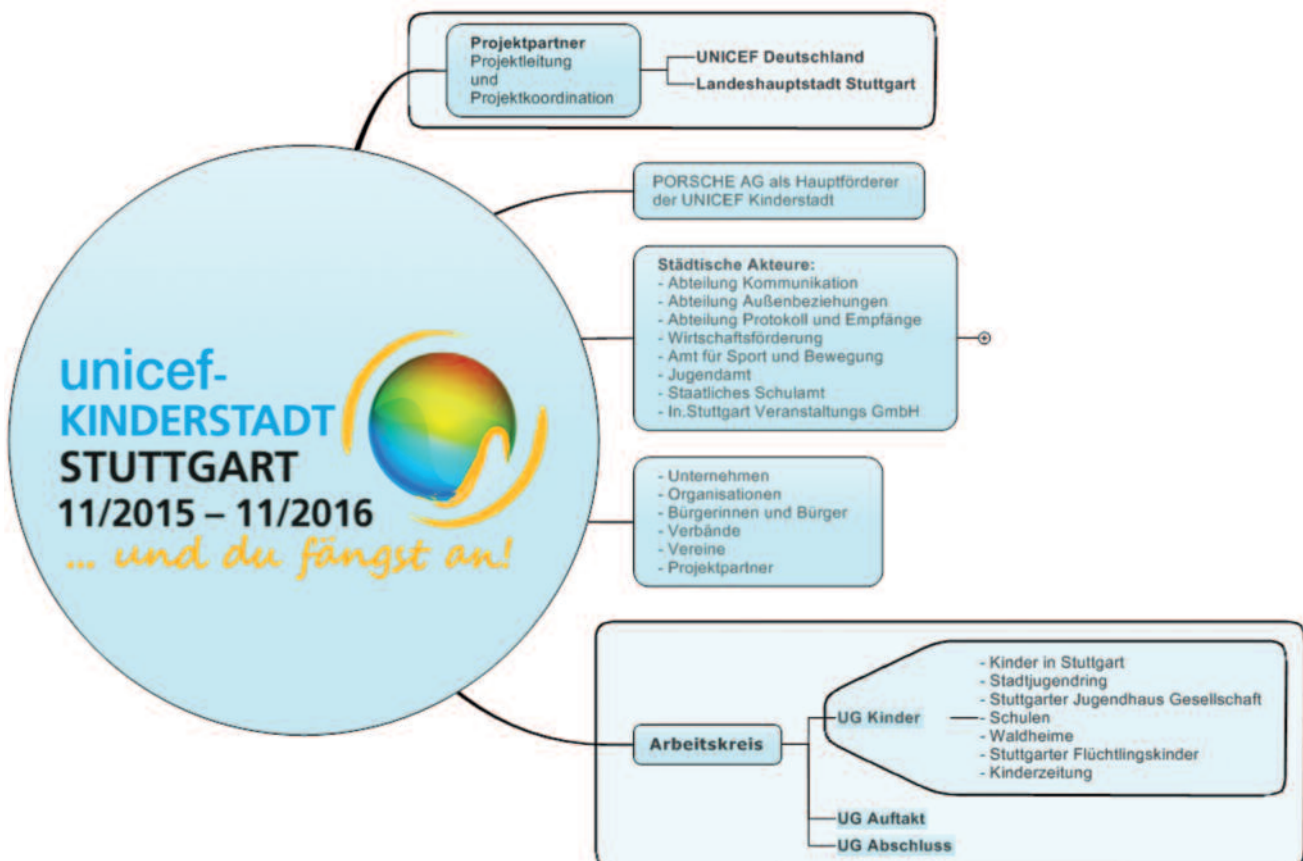 Projektpartner
Projektleitung
und
Projektkoordination
UNICEF Deutschland
Landeshauptstadt Stuttgart
PORSCHE AG als Hauptförderer
der UNICEF Kinderstadt
Städtische Akteure:
- Abteilung Kommunikation
- Abteilung Außenbeziehungen
- Abteilung Protokoll und Empfänge
- Wirtschaftsförderung
- Amt für Sport und Bewegung
- Jugendamt
- Staatliches Schulamt
- In.Stuttgart Veranstaltungs GmbH
unicef-
KINDERSTADT
STUTTGART
11/2015 – 11/2016
... und du fängst an!
- Unternehmen
- Organisationen
- Bürgerinnen und Bürger
- Verbände
- Vereine
- Projektpartner
Arbeitskreis
UG Kinder
- Kinder in Stuttgart
- Stadtjugendring
- Stuttgarter Jugendhaus Gesellschaft
- Schulen
- Waldheime
- Stuttgarter Flüchtlingskinder
- Kinderzeitung
UG Auftakt
UG Abschluss